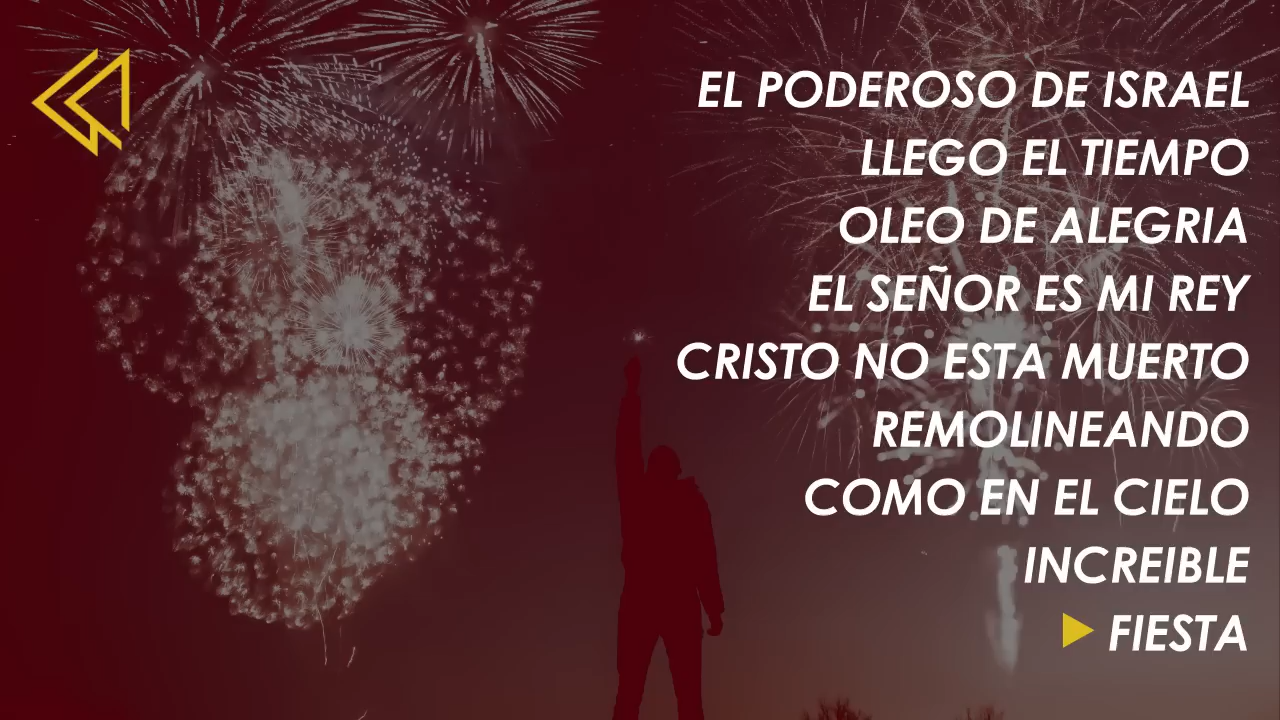 EL PODEROSO DE ISRAEL
LLEGO EL TIEMPO
OLEO DE ALEGRIA
EL SEÑOR ES MI REY
CRISTO NO ESTA MUERTO
REMOLINEANDO
COMO EN EL CIELO
INCREIBLE
FIESTA